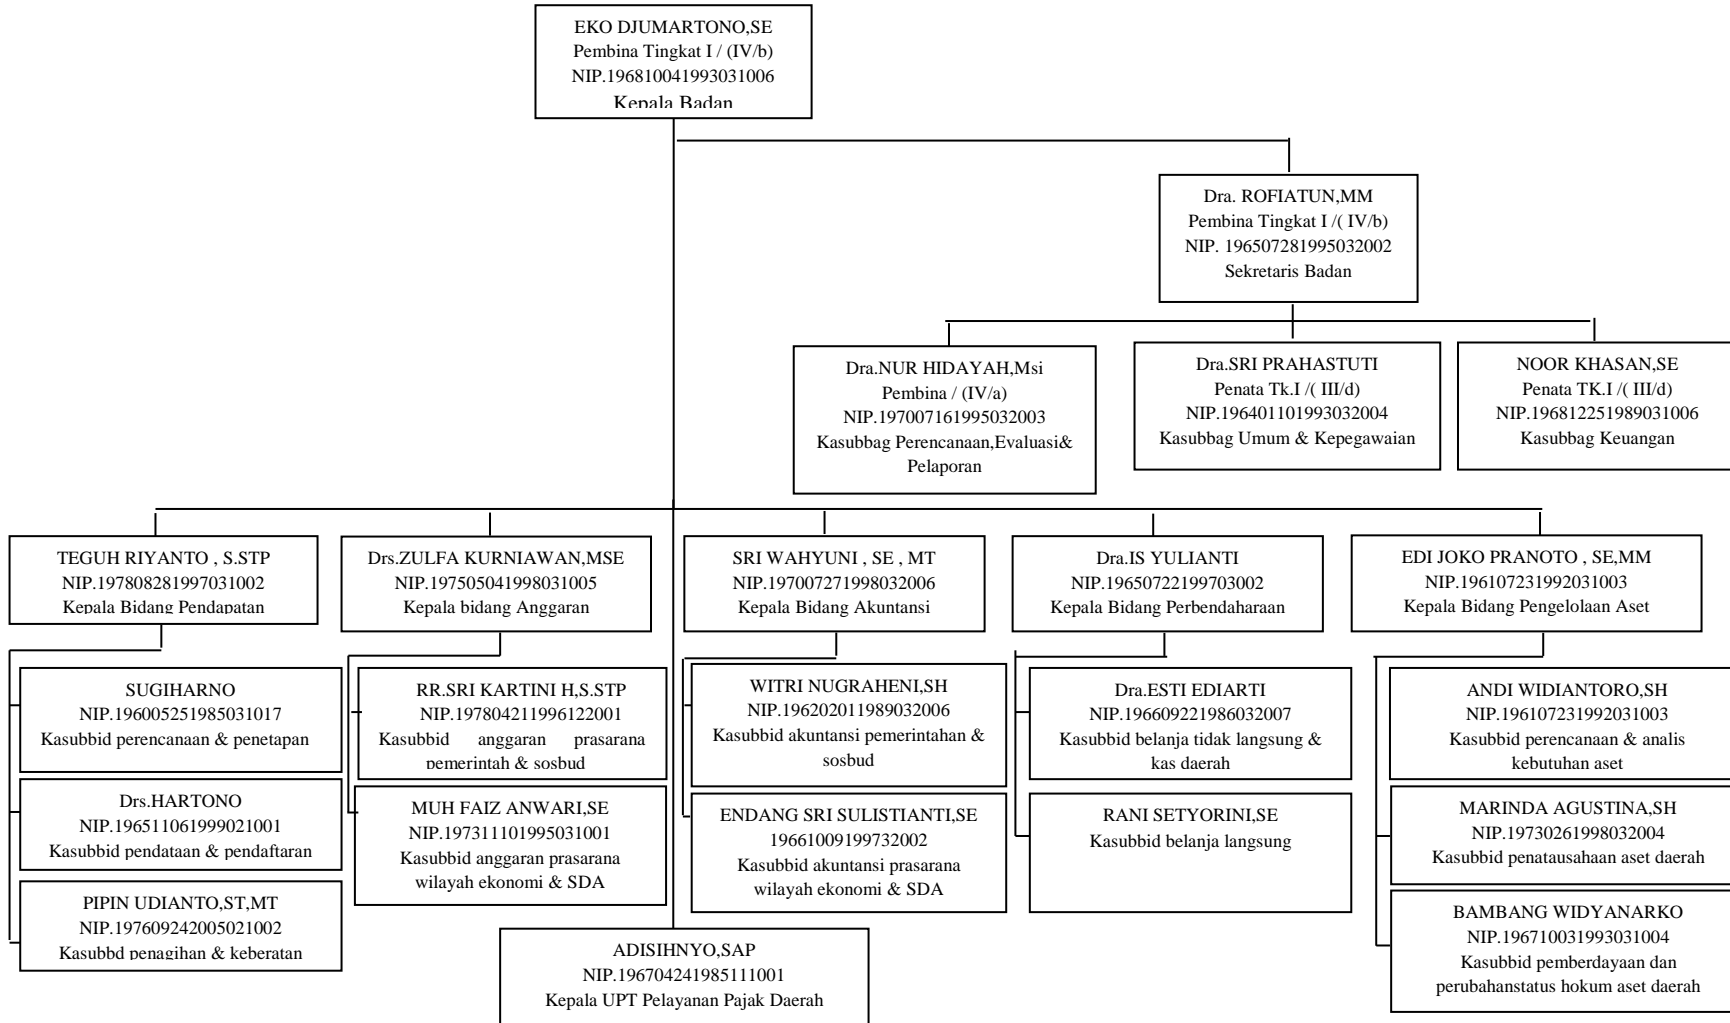 EKO DJUMARTONO,SE
Pembina Tingkat I / (IV/b)
NIP.196810041993031006
Kepala Badan
Dra. ROFIATUN,MM
Pembina Tingkat I /( IV/b)
NIP. 196507281995032002
Sekretaris Badan
Dra.NUR HIDAYAH,Msi
Pembina / (IV/a)
NIP.197007161995032003
Kasubbag Perencanaan,Evaluasi&
Pelaporan
Dra.SRI PRAHASTUTI
Penata Tk.I /( III/d)
NIP.196401101993032004
Kasubbag Umum & Kepegawaian
NOOR KHASAN,SE
Penata TK.I /( III/d)
NIP.196812251989031006
Kasubbag Keuangan
TEGUH RIYANTO , S.STP
NIP.197808281997031002
Kepala Bidang Pendapatan
Drs.ZULFA KURNIAWAN,MSE
NIP.197505041998031005
Kepala bidang Anggaran
SRI WAHYUNI , SE , MT
NIP.197007271998032006
Kepala Bidang Akuntansi
Dra.IS YULIANTI
NIP.19650722199703002
Kepala Bidang Perbendaharaan
EDI JOKO PRANOTO , SE,MM
NIP.196107231992031003
Kepala Bidang Pengelolaan Aset
SUGIHARNO
NIP.196005251985031017
Kasubbid perencanaan & penetapan
Drs.HARTONO
NIP.196511061999021001
Kasubbid pendataan & pendaftaran
PIPIN UDIANTO,ST,MT
NIP.197609242005021002
Kasubbd penagihan & keberatan
RR.SRI KARTINI H,S.STP
NIP.197804211996122001
Kasubbid anggaran prasarana
pemerintah & sosbud
MUH FAIZ ANWARI,SE
NIP.197311101995031001
Kasubbid anggaran prasarana
wilayah ekonomi & SDA
WITRI NUGRAHENI,SH
NIP.196202011989032006
Kasubbid akuntansi pemerintahan &
sosbud
ENDANG SRI SULISTIANTI,SE
19661009199732002
Kasubbid akuntansi prasarana
wilayah ekonomi & SDA
Dra.ESTI EDIARTI
NIP.196609221986032007
Kasubbid belanja tidak langsung &
kas daerah
RANI SETYORINI,SE
Kasubbid belanja langsung
ANDI WIDIANTORO,SH
NIP.196107231992031003
Kasubbid perencanaan & analis
kebutuhan aset
MARINDA AGUSTINA,SH
NIP.19730261998032004
Kasubbid penatausahaan aset daerah
BAMBANG WIDYANARKO
NIP.196710031993031004
Kasubbid pemberdayaan dan
perubahanstatus hokum aset daerah
ADISIHNYO,SAP
NIP.196704241985111001
Kepala UPT Pelayanan Pajak Daerah